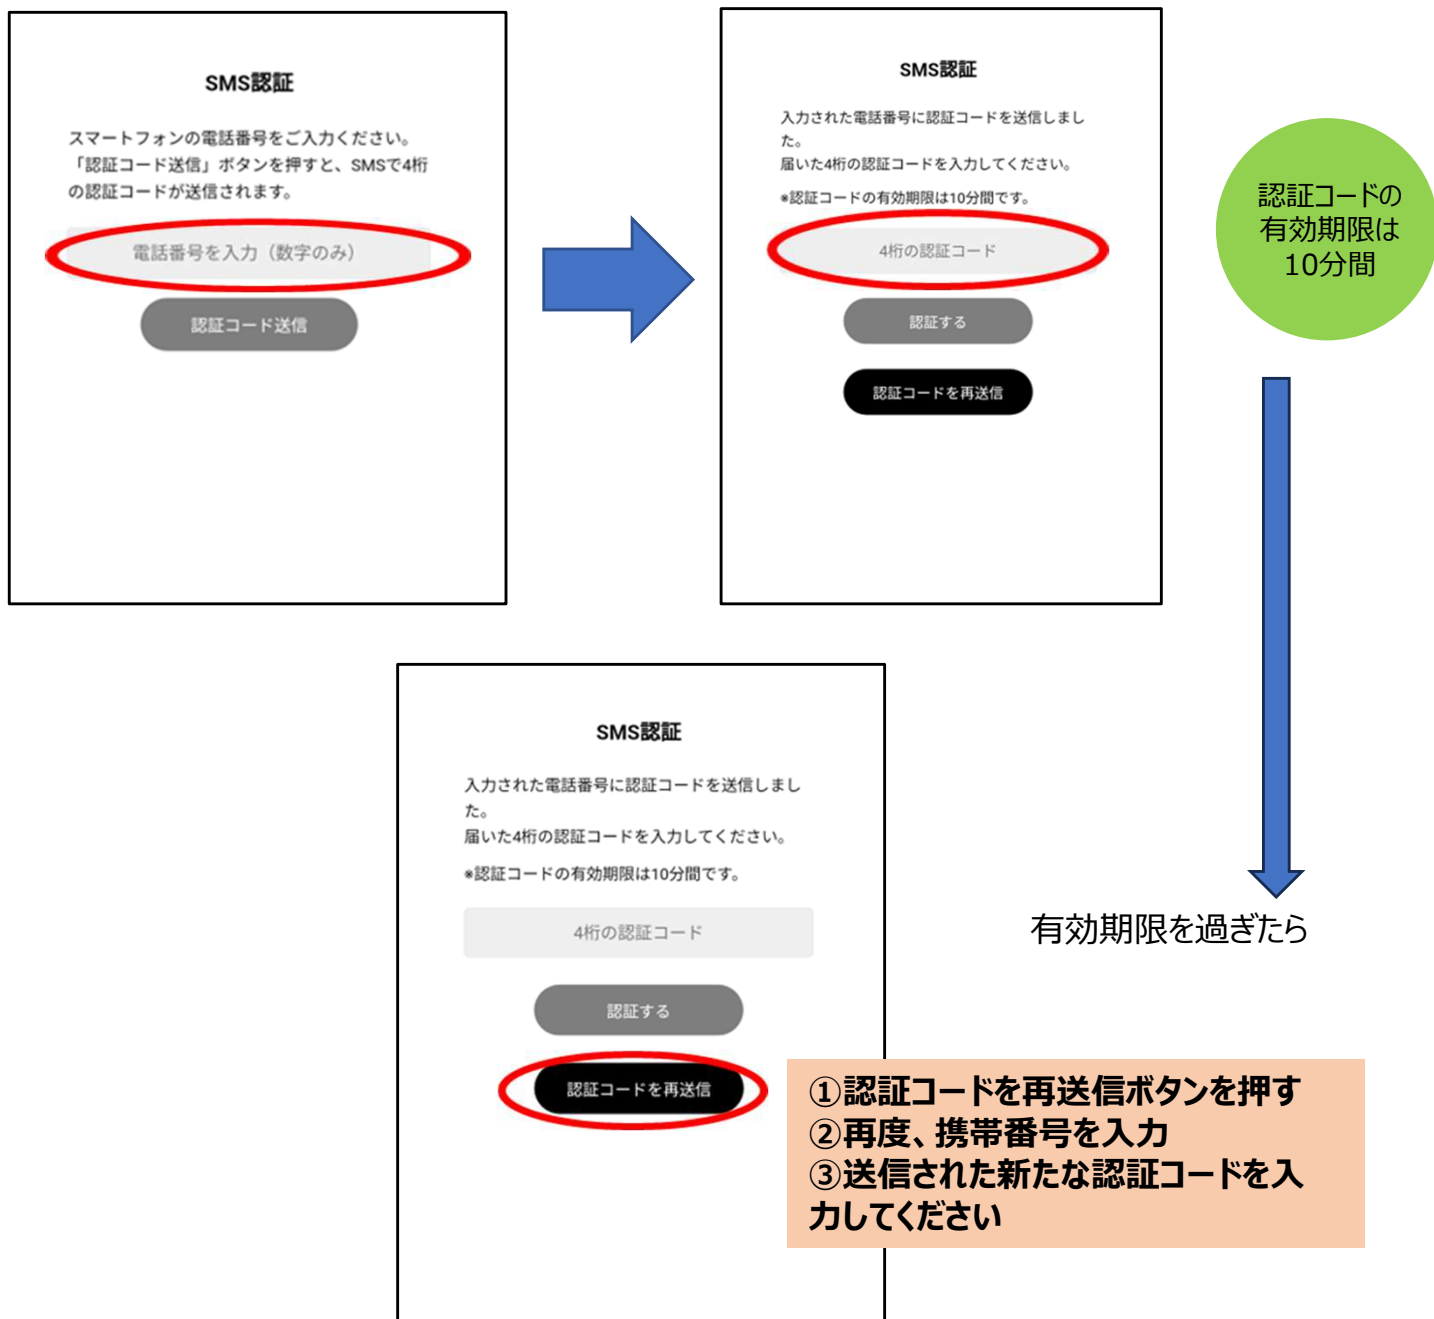 SMS認証
スマートフォンの電話番号をご入力ください。
「認証コード送信」ボタンを押すと、SMSで4桁
の認証コードが送信されます。
電話番号を入力（数字のみ）
認証コード送信
SMS認証
入力された電話番号に認証コードを送信しまし
た。
届いた4桁の認証コードを入力してください。
※認証コードの有効期限は10分間です。
4桁の認証コード
認証する
認証コードを再送信
認証コードの
有効期限は
10分間
有効期限を過ぎたら
SMS認証
入力された電話番号に認証コードを送信しまし
た。
届いた4桁の認証コードを入力してください。
※認証コードの有効期限は10分間です。
4桁の認証コード
認証する
認証コードを再送信
①認証コードを再送信ボタンを押す
②再度、携帯番号を入力
③送信された新たな認証コードを入
力してください